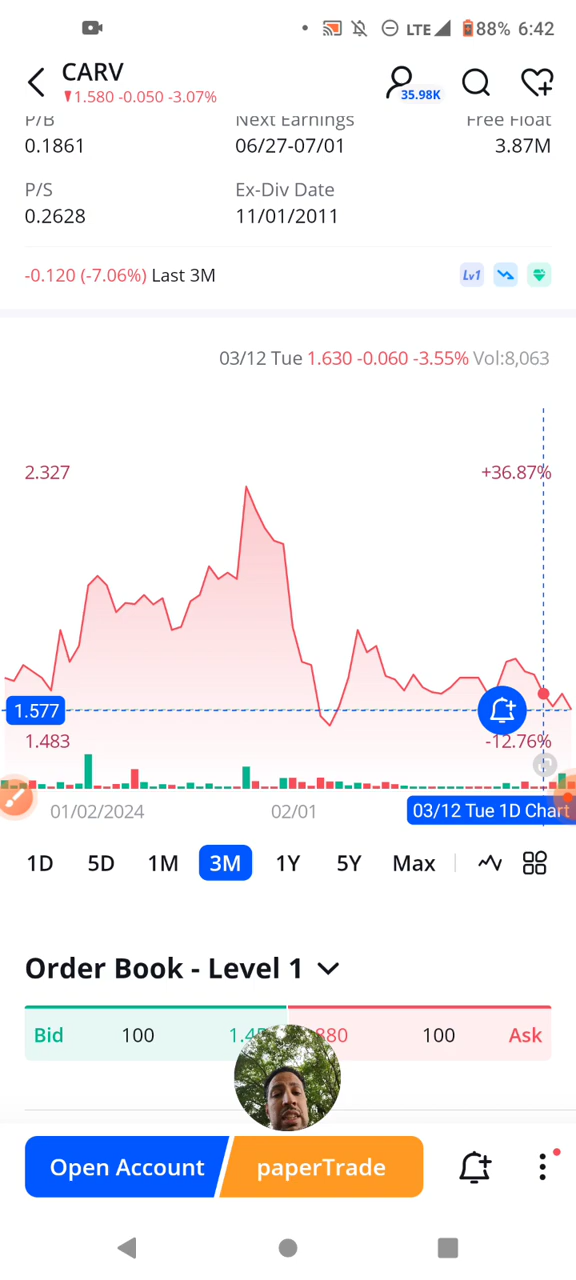 LTE 88% 6:42
CARV
1.580 -0.050 -3.07%
35.98K
P/B Next Earnings Free Float
0.1861 06/27-07/01 3.87M
P/S Ex-Div Date
0.2628 11/01/2011
-0.120 (-7.06%) Last 3M
Lv1
03/12 Tue 1.630 -0.060 -3.55% Vol:8,063
2.327 +36.87%
1.577
1.483 -12.76%
01/02/2024 02/01 03/12 Tue 1D Chart
1D 5D 1M 3M 1Y 5Y Max
Order Book - Level 1
Bid 100 100 Ask
Open Account paperTrade